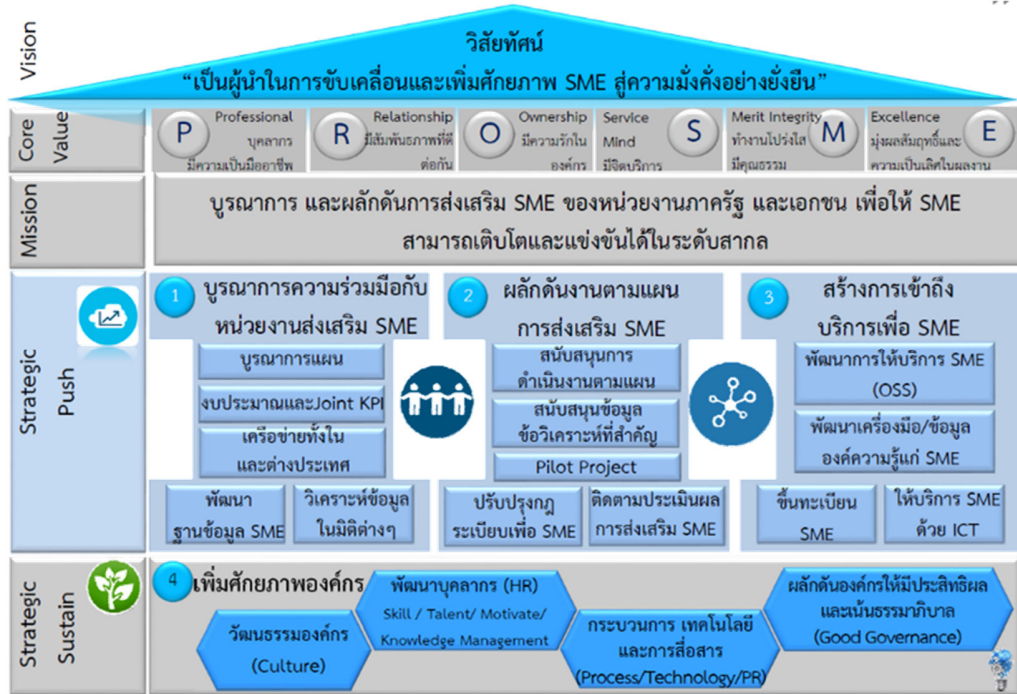 Vision
วิสัยทัศน์
“เป็นผู้นำในการขับเคลื่อนและเพิ่มศักยภาพ SME สู่ความมั่งคั่งอย่างยั่งยืน”
Core
Value
P
Professional
บุคลากร
มีความเป็นมืออาชีพ
R
Relationship
มีสัมพันธภาพที่ดี
ต่อกัน
O
Ownership
มีความรักใน
องค์กร
Service
Mind
มีจิตบริการ
S
Merit Integrity
ทำงานโปร่งใส
มีคุณธรรม
M
Excellence
มุ่งผลสัมฤทธิ์และ
ความเป็นเลิศในผลงาน
E
Mission
บูรณาการ และผลักดันการส่งเสริม SME ของหน่วยงานภาครัฐ และเอกชน เพื่อให้ SME
สามารถเติบโตและแข่งขันได้ในระดับสากล
Strategic
Push
1
บูรณาการความร่วมมือกับ
หน่วยงานส่งเสริม SME
บูรณาการแผน
งบประมาณและJoint KPI
เครือข่ายทั้งใน
และต่างประเทศ
พัฒนา
ฐานข้อมูล SME
วิเคราะห์ข้อมูล
ในมิติต่างๆ
2
ผลักดันงานตามแผน
การส่งเสริม SME
สนับสนุนการ
ดำเนินงานตามแผน
สนับสนุนข้อมูล
ข้อวิเคราะห์ที่สำคัญ
Pilot Project
ปรับปรุงกฎ
ระเบียบเพื่อ SME
ติดตามประเมินผล
การส่งเสริม SME
3
สร้างการเข้าถึง
บริการเพื่อ SME
พัฒนาการให้บริการ SME
(OSS)
พัฒนาเครื่องมือ/ข้อมูล
องค์ความรู้แก่ SME
ขึ้นทะเบียน
SME
ให้บริการ SME
ด้วย ICT
Strategic
Sustain
4
เพิ่มศักยภาพองค์กร
วัฒนธรรมองค์กร
(Culture)
พัฒนาบุคลากร (HR)
Skill / Talent/ Motivate/
Knowledge Management
กระบวนการ เทคโนโลยี
และการสื่อสาร
(Process/Technology/PR)
ผลักดันองค์กรให้มีประสิทธิผล
และเน้นธรรมาภิบาล
(Good Governance)